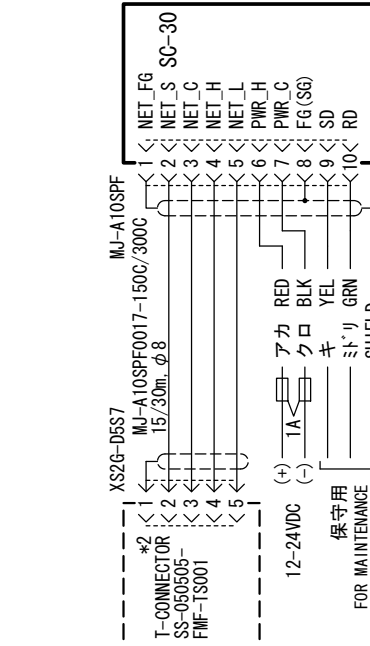 SC-30
NET_FG
NET_S
NET_C
NET_H
NET_L
PWR_H
PWR_C
FG(SG)
SD
RD
1
2
3
4
5
6
7
8
9
10
MJ-A10SPF
MJ-A10SPF0017-150C/300C
15/30m, φ8
XS2G-D5S7
1
2
3
4
5
*2
T-CONNECTOR
SS-050505-
FMF-TS001
アカ RED
クロ BLK
キ YEL
ミドリ GRN
1A
(+)
(-)
12-24VDC
保守用
FOR MAINTENANCE
SHIELD